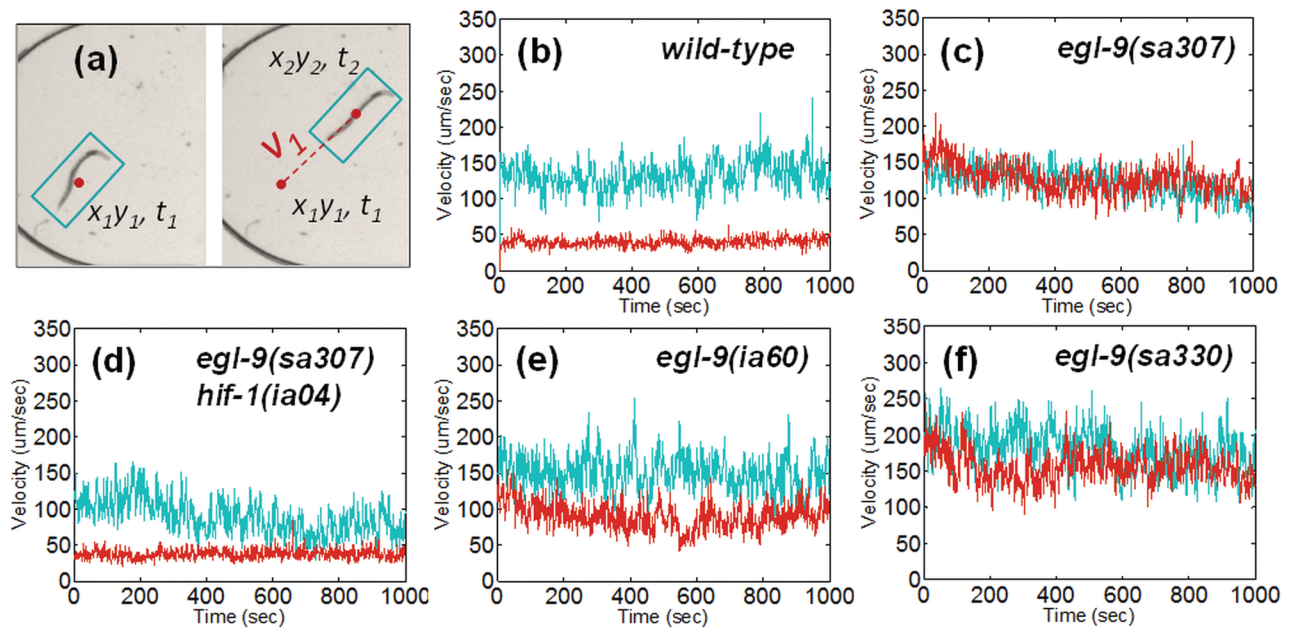 (a)
x2y2, t2
V1
x1y1, t1
x1y1, t1
(b)
wild-type
350
300
250
200
150
100
50
0
Velocity (um/sec)
0 200 400 600 800 1000
Time (sec)
(c)
egl-9(sa307)
350
300
250
200
150
100
50
0
Velocity (um/sec)
200 400 600 800 1000
Time (sec)
(d)
egl-9(sa307)
hif-1(ia04)
350
300
250
200
150
100
50
0
Velocity (um/sec)
0 200 400 600 800 1000
Time (sec)
(e)
egl-9(ia60)
350
300
250
200
150
100
50
0
Velocity (um/sec)
0 200 400 600 800 1000
Time (sec)
(f)
egl-9(sa330)
350
300
250
200
150
100
50
0
Velocity (um/sec)
0 200 400 600 800 1000
Time (sec)